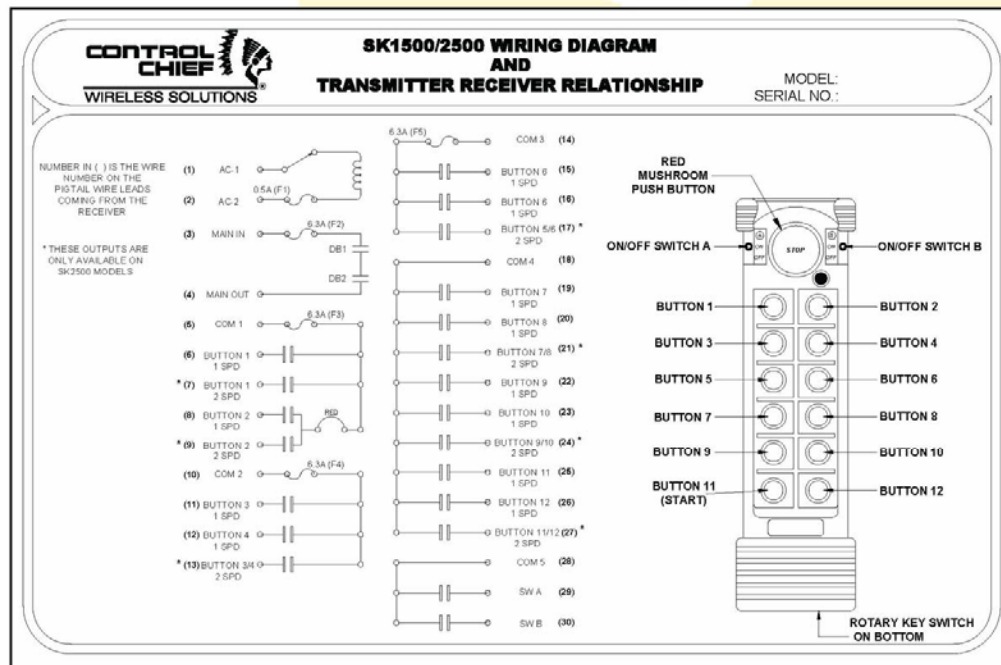 CONTROL
CHIEF
®
WIRELESS SOLUTIONS
SK1500/2500 WIRING DIAGRAM
AND
TRANSMITTER RECEIVER RELATIONSHIP
MODEL:
SERIAL NO.:
NUMBER IN ( ) IS THE WIRE
NUMBER ON THE
PIGTAIL WIRE LEADS
COMING FROM THE
RECEIVER
* THESE OUTPUTS ARE
ONLY AVAILABLE ON
SK2500 MODELS
(1) AC-1
0.5A (F1)
(2) AC-2
6.3A (F2)
(3) MAIN IN
DB1
DB2
(4) MAIN OUT
6.3A (F3)
(5) COM 1
(6) BUTTON 1
1 SPD
* (7) BUTTON 1
2 SPD
(8) BUTTON 2
1 SPD
RED
* (9) BUTTON 2
2 SPD
6.3A (F4)
(10) COM 2
(11) BUTTON 3
1 SPD
(12) BUTTON 4
1 SPD
* (13) BUTTON 3/4
2 SPD
6.3A (F5)
COM 3 (14)
BUTTON 6 (15)
1 SPD
BUTTON 6 (16)
1 SPD
BUTTON 5/6 (17) *
2 SPD
COM 4 (18)
BUTTON 7 (19)
1 SPD
BUTTON 8 (20)
1 SPD
BUTTON 7/8 (21) *
2 SPD
BUTTON 9 (22)
1 SPD
BUTTON 10 (23)
1 SPD
BUTTON 9/10 (24) *
2 SPD
BUTTON 11 (25)
1 SPD
BUTTON 12 (26)
1 SPD
BUTTON 11/12 (27) *
2 SPD
COM 5 (28)
SW A (29)
SW B (30)
RED
MUSHROOM
PUSH BUTTON
ON/OFF SWITCH A
ON
OFF
STOP
ON
OFF
ON/OFF SWITCH B
BUTTON 1
BUTTON 2
BUTTON 3
BUTTON 4
BUTTON 5
BUTTON 6
BUTTON 7
BUTTON 8
BUTTON 9
BUTTON 10
BUTTON 11
(START)
BUTTON 12
ROTARY KEY SWITCH
ON BOTTOM